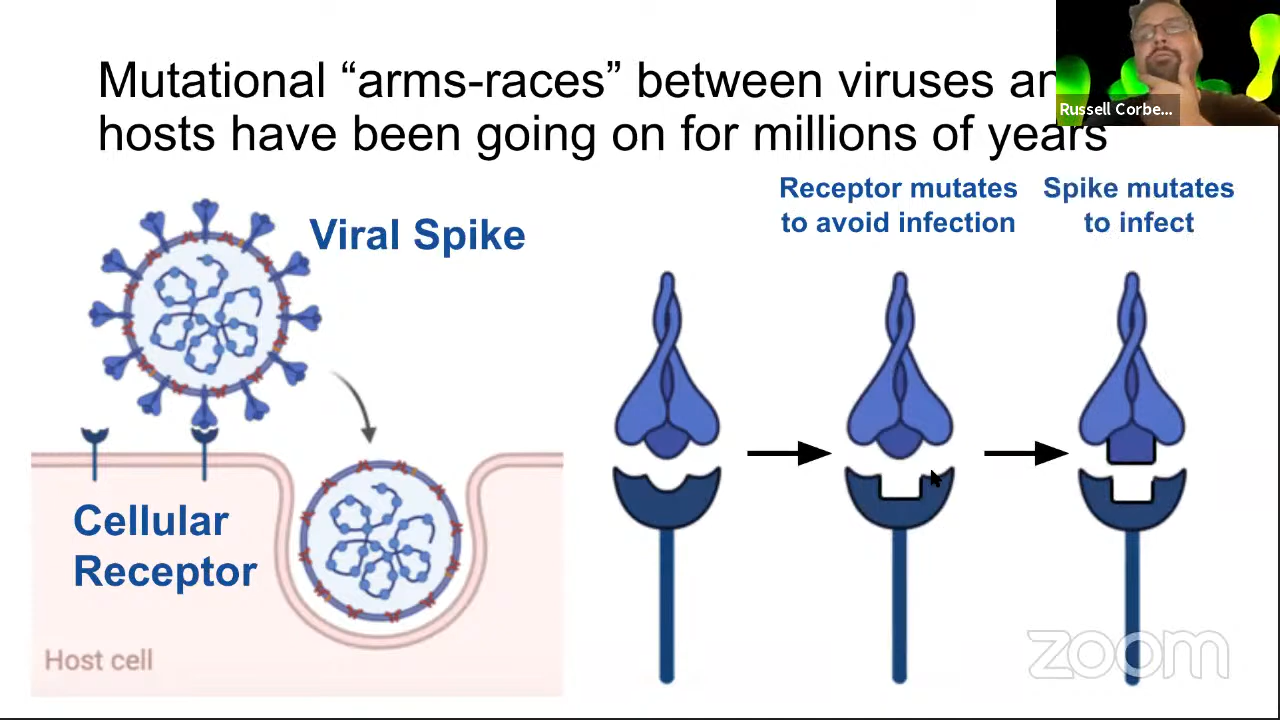 Mutational “arms-races” between viruses an
hosts have been going on for millions of years
Russell Corbe...
Receptor mutates
to avoid infection
Spike mutates
to infect
Viral Spike
Cellular
Receptor
Host cell
zoom